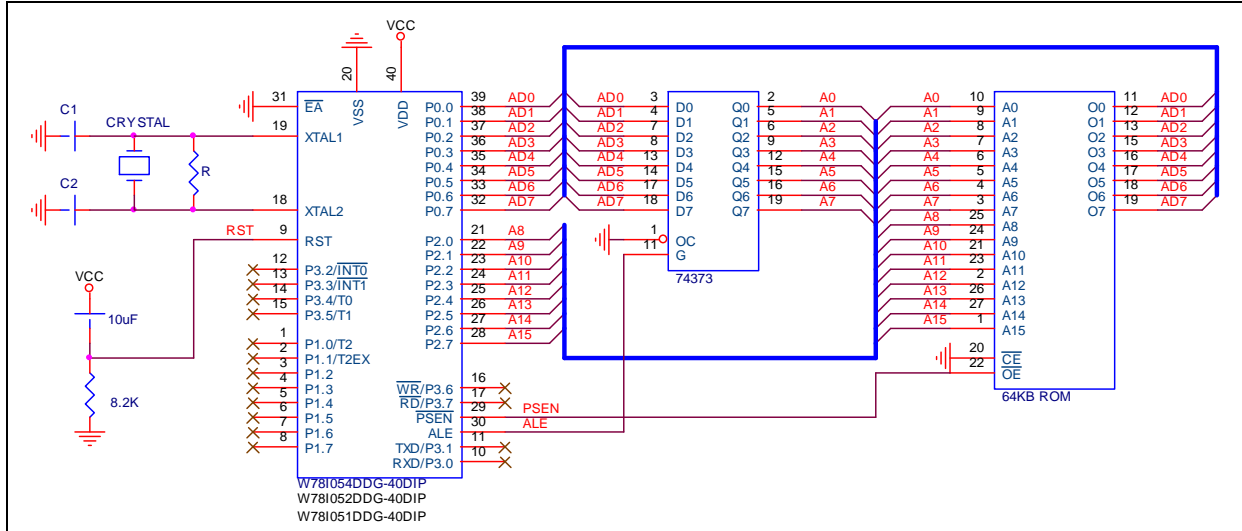 VCC
20
40
VSS
VDD
31
EA
19
XTAL1
18
XTAL2
RST
9
RST
12
P3.2/INT0
13
P3.3/INT1
14
P3.4/T0
15
P3.5/T1
1
P1.0/T2
2
P1.1/T2EX
3
P1.2
4
P1.3
5
P1.4
6
P1.5
7
P1.6
8
P1.7
C1
CRYSTAL
R
C2
VCC
10uF
8.2K
P0.0 39 AD0
P0.1 38 AD1
P0.2 37 AD2
P0.3 36 AD3
P0.4 35 AD4
P0.5 34 AD5
P0.6 33 AD6
P0.7 32 AD7
P2.0 21 A8
P2.1 22 A9
P2.2 23 A10
P2.3 24 A11
P2.4 25 A12
P2.5 26 A13
P2.6 27 A14
P2.7 28 A15
WR/P3.6 16
RD/P3.7 17
PSEN 29 PSEN
ALE 30 ALE
TXD/P3.1 11
RXD/P3.0 10
W78I054DDG-40DIP
W78I052DDG-40DIP
W78I051DDG-40DIP
AD0 3 D0 Q0 2 A0
AD1 4 D1 Q1 5 A1
AD2 7 D2 Q2 6 A2
AD3 8 D3 Q3 9 A3
AD4 13 D4 Q4 12 A4
AD5 14 D5 Q5 15 A5
AD6 17 D6 Q6 16 A6
AD7 18 D7 Q7 19 A7
1 OC
11 G
74373
A0 10 A0 O0 11 AD0
A1 9 A1 O1 12 AD1
A2 8 A2 O2 13 AD2
A3 7 A3 O3 15 AD3
A4 6 A4 O4 16 AD4
A5 5 A5 O5 17 AD5
A6 4 A6 O6 18 AD6
A7 3 A7 O7 19 AD7
A8 25 A8
A9 24 A9
A10 21 A10
A11 23 A11
A12 2 A12
A13 26 A13
A14 27 A14
A15 1 A15
20 CE
22 OE
64KB ROM